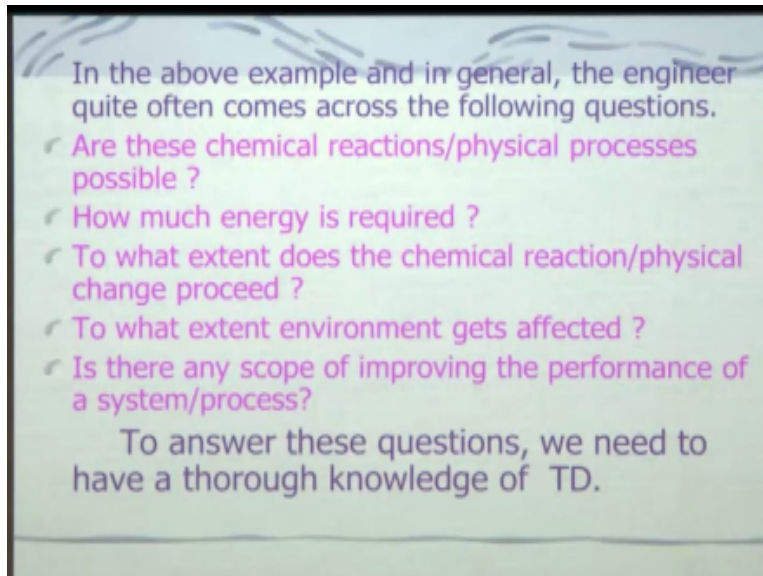 In the above example and in general, the engineer
quite often comes across the following questions.
Are these chemical reactions/physical processes
possible ?
How much energy is required ?
To what extent does the chemical reaction/physical
change proceed ?
To what extent environment gets affected ?
Is there any scope of improving the performance of
a system/process?
To answer these questions, we need to
have a thorough knowledge of TD.